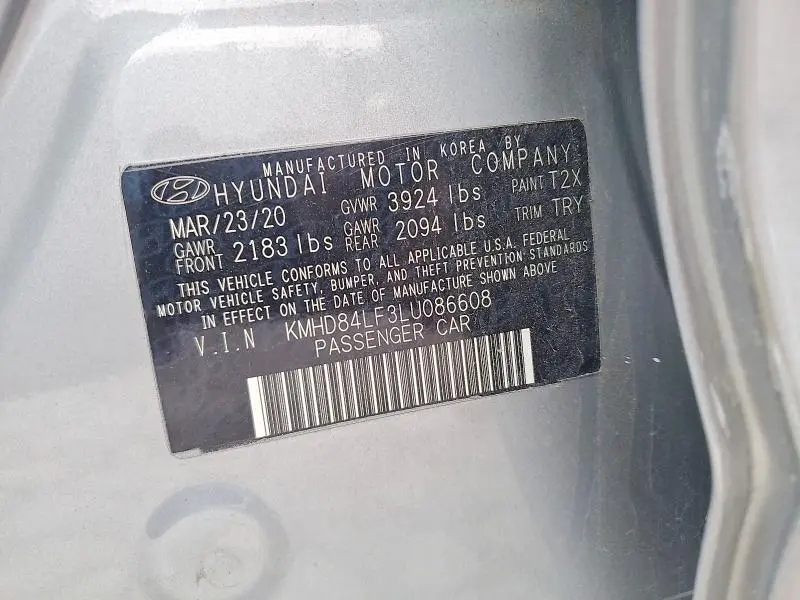 MANUFACTURED IN KOREA BY
HYUNDAI MOTOR COMPANY
MAR/23/20 GVWR 3924 lbs PAINT T2X
GAWR FRONT 2183 lbs GAWR REAR 2094 lbs TRIM TRY
THIS VEHICLE CONFORMS TO ALL APPLICABLE U.S.A. FEDERAL
MOTOR VEHICLE SAFETY, BUMPER, AND THEFT PREVENTION STANDARDS
IN EFFECT ON THE DATE OF MANUFACTURE SHOWN ABOVE
V.I.N KMHD84LF3LU086608
PASSENGER CAR